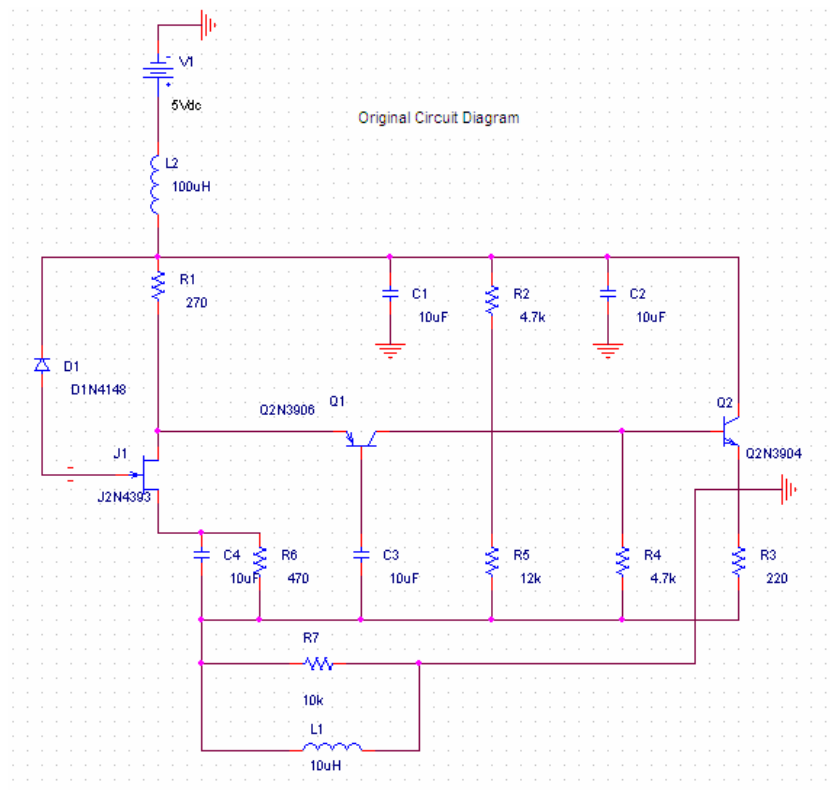 V1
5Vdc
Original Circuit Diagram
L2
100uH
R1
270
C1
10uF
R2
4.7k
C2
10uF
D1
D1N4148
Q1
Q2N3906
Q2
Q2N3904
J1
J2N4393
C4
10uF
R6
470
C3
10uF
R5
12k
R4
4.7k
R3
220
R7
10k
L1
10uH